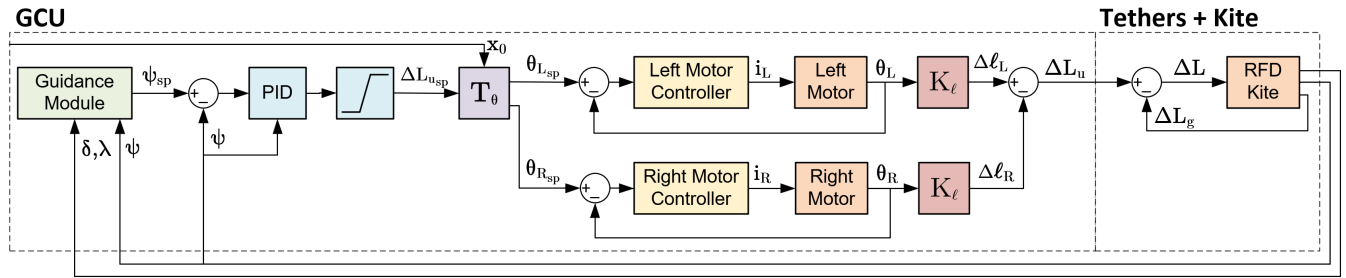 GCU
Tethers + Kite
x₀
Guidance
Module
ψsp
+
−
PID
ΔLᵤsp
Tθ
θLsp
+
−
Left Motor
Controller
iL
Left
Motor
θL
Kℓ
ΔℓL
+
−
ΔLᵤ
+
−
ΔL
RFD
Kite
ΔLg
δ,λ
ψ
ψ
θRsp
+
−
Right Motor
Controller
iR
Right
Motor
θR
Kℓ
ΔℓR